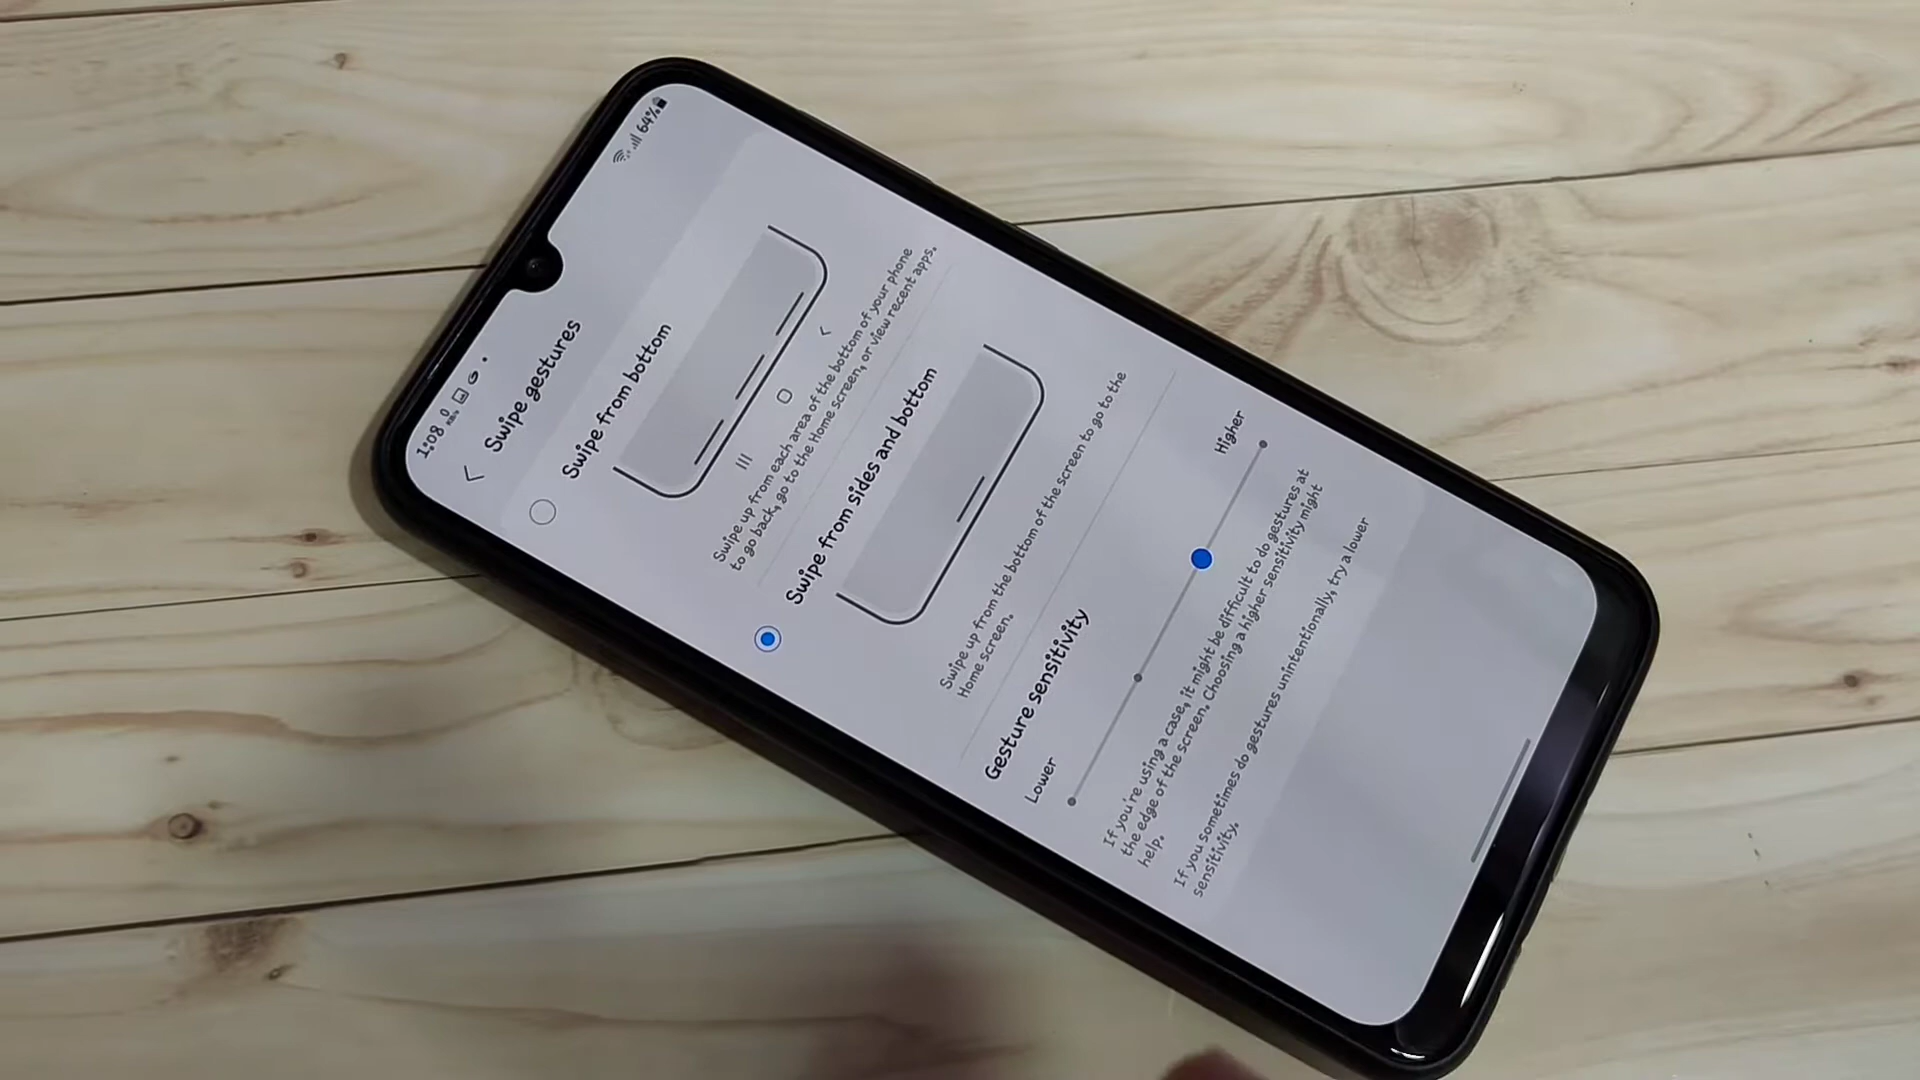 1:08 0 KB/s 64%
Swipe gestures
Swipe from bottom
Swipe up from each area of the bottom of your phone
to go back, go to the Home screen, or view recent apps.
Swipe from sides and bottom
Swipe up from the bottom of the screen to go to the
Home screen.
Gesture sensitivity
Lower Higher
If you're using a case, it might be difficult to do gestures at
the edge of the screen. Choosing a higher sensitivity might
help.
If you sometimes do gestures unintentionally, try a lower
sensitivity.